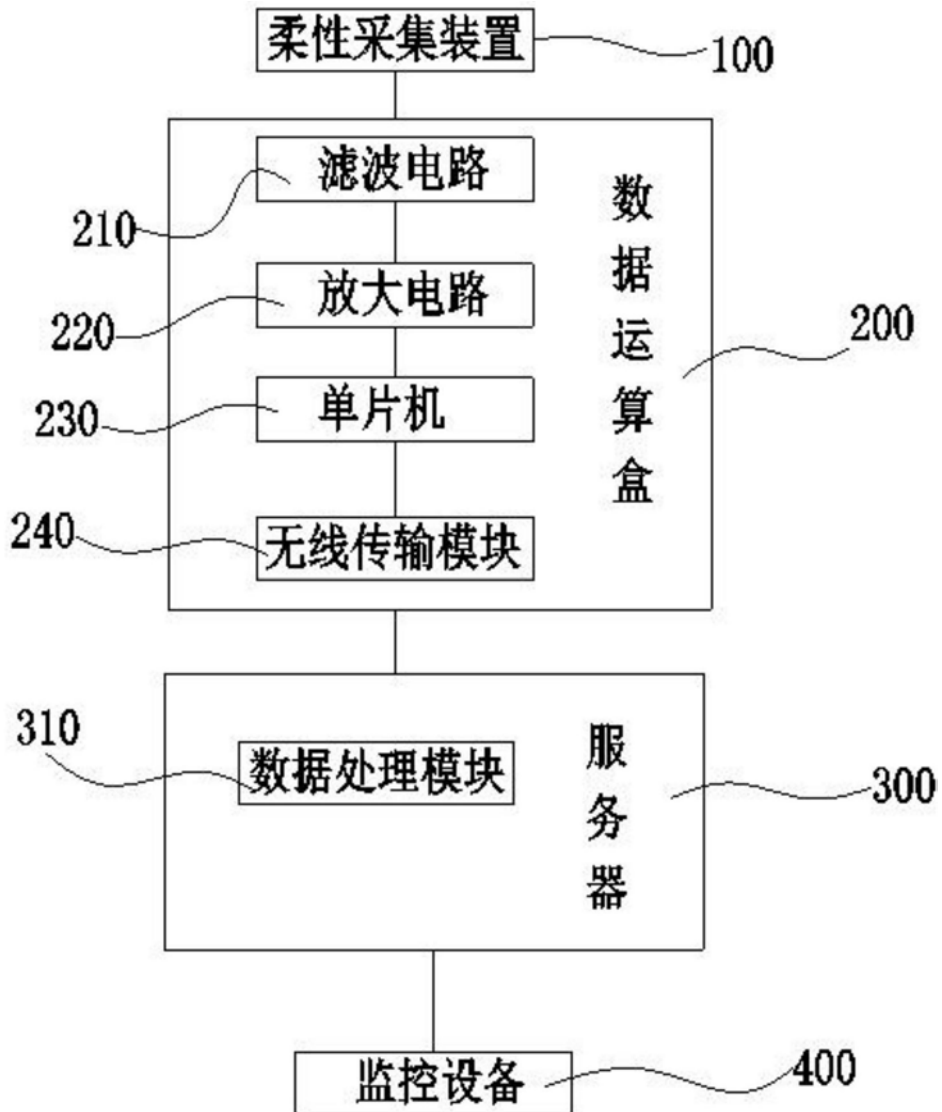 柔性采集装置
100
滤波电路
210
放大电路
220
单片机
230
无线传输模块
240
数据运算盒
200
数据处理模块
310
服务器
300
监控设备
400